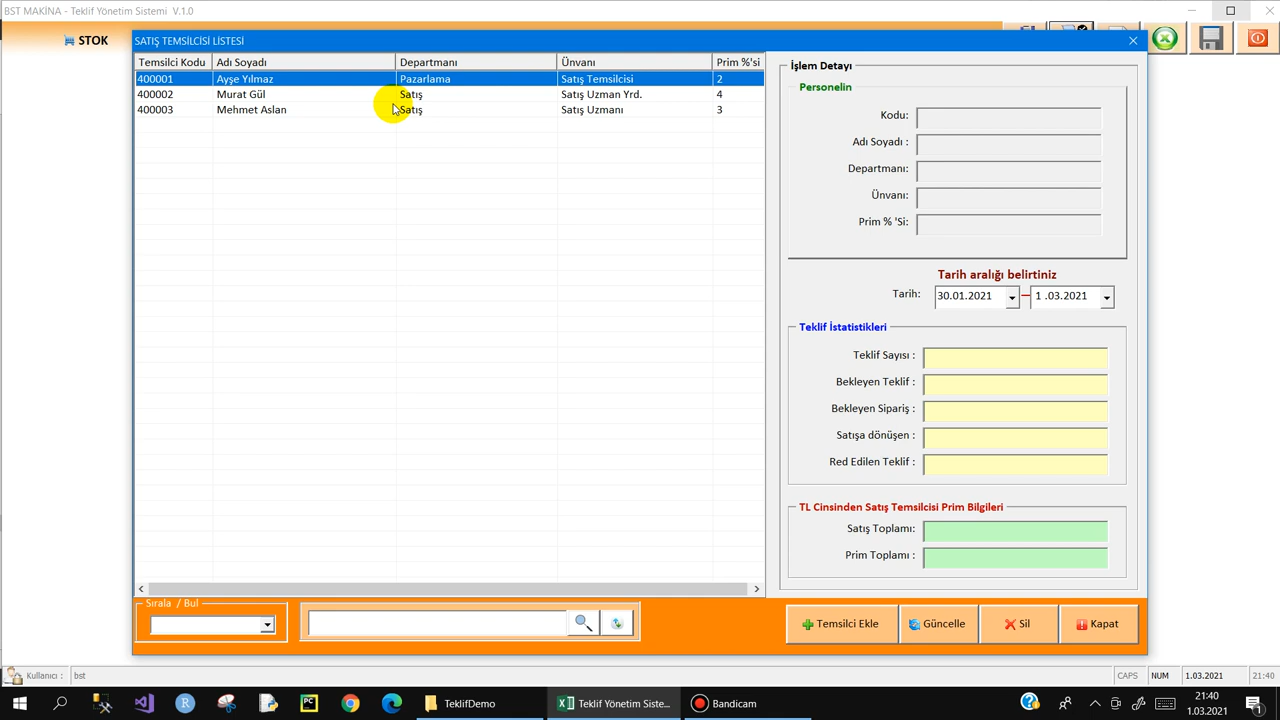 BST MAKİNA - Teklif Yönetim Sistemi V.1.0
STOK
SATIŞ TEMSİLCİSİ LİSTESİ
Temsilci Kodu Adı Soyadı Departmanı Ünvanı Prim %'si
400001 Ayşe Yılmaz Pazarlama Satış Temsilcisi 2
400002 Murat Gül Satış Satış Uzman Yrd. 4
400003 Mehmet Aslan Satış Satış Uzmanı 3
İşlem Detayı
Personelin
Kodu:
Adı Soyadı :
Departmanı:
Ünvanı:
Prim % 'Si:
Tarih aralığı belirtiniz
Tarih: 30.01.2021 1 .03.2021
Teklif İstatistikleri
Teklif Sayısı :
Bekleyen Teklif :
Bekleyen Sipariş :
Satışa dönüşen :
Red Edilen Teklif :
TL Cinsinden Satış Temsilcisi Prim Bilgileri
Satış Toplamı:
Prim Toplamı :
Sırala / Bul
Temsilci Ekle Güncelle Sil Kapat
Kullanıcı : bst CAPS NUM 1.03.2021 21:40
TeklifDemo Teklif Yönetim Siste... Bandicam
21:40
1.03.2021